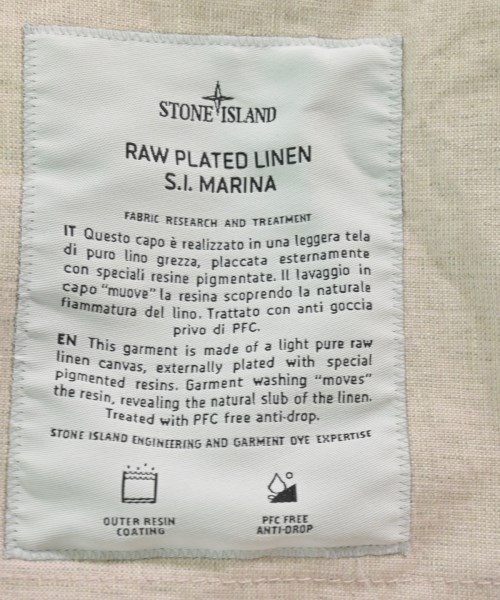 STONE ISLAND
RAW PLATED LINEN
S.I. MARINA
FABRIC RESEARCH AND TREATMENT
IT Questo capo è realizzato in una leggera tela
di puro lino grezza, placcata esternamente
con speciali resine pigmentate. Il lavaggio in
capo "muove" la resina scoprendo la naturale
fiammatura del lino. Trattato con anti goccia
privo di PFC.
EN This garment is made of a light pure raw
linen canvas, externally plated with special
pigmented resins. Garment washing "moves"
the resin, revealing the natural slub of the linen.
Treated with PFC free anti-drop.
STONE ISLAND ENGINEERING AND GARMENT DYE EXPERTISE
OUTER RESIN
COATING
PFC FREE
ANTI-DROP